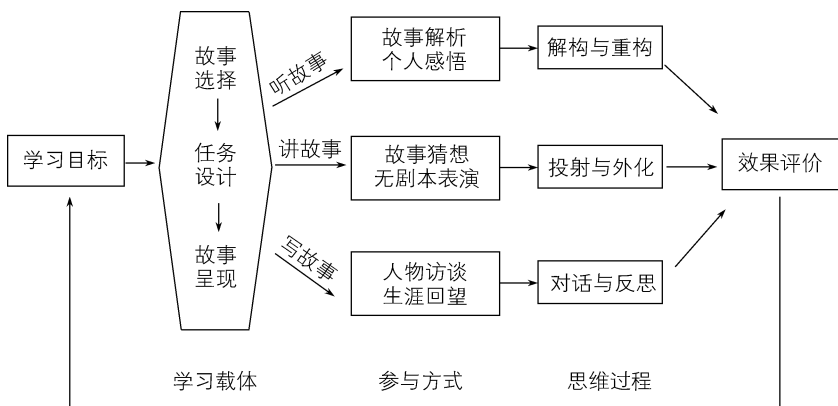 学习目标
故事
选择
任务
设计
故事
呈现
听故事
讲故事
写故事
故事解析
个人感悟
故事猜想
无剧本表演
人物访谈
生涯回望
解构与重构
投射与外化
对话与反思
效果评价
学习载体
参与方式
思维过程